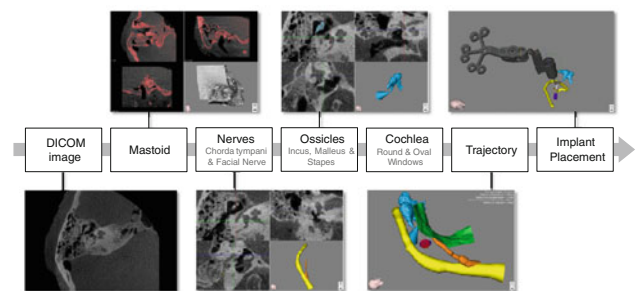 DICOM
image
Mastoid
Nerves
Chorda tympani
& Facial Nerve
Ossicles
Incus, Malleus &
Stapes
Cochlea
Round & Oval
Windows
Trajectory
Implant
Placement